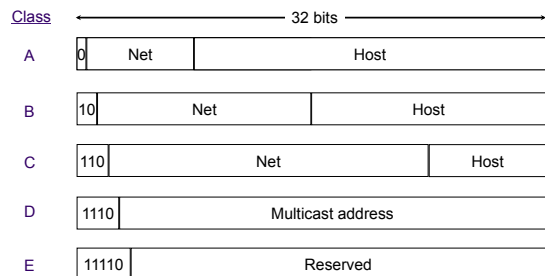 Class 32 bits
A 0 Net Host
B 10 Net Host
C 110 Net Host
D 1110 Multicast address
E 11110 Reserved